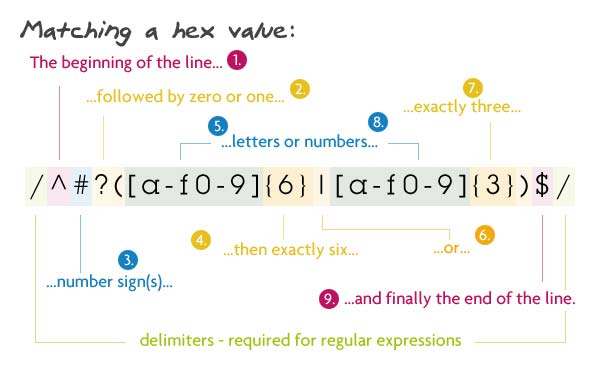 Matching a hex value:
The beginning of the line... 1.
...followed by zero or one... 2.
7.
...exactly three...
5.
8.
...letters or numbers...
/^#?([a-f0-9]{6}|[a-f0-9]{3})$/
4. ...then exactly six...
6.
...or...
3.
...number sign(s)...
9. ...and finally the end of the line.
delimiters - required for regular expressions